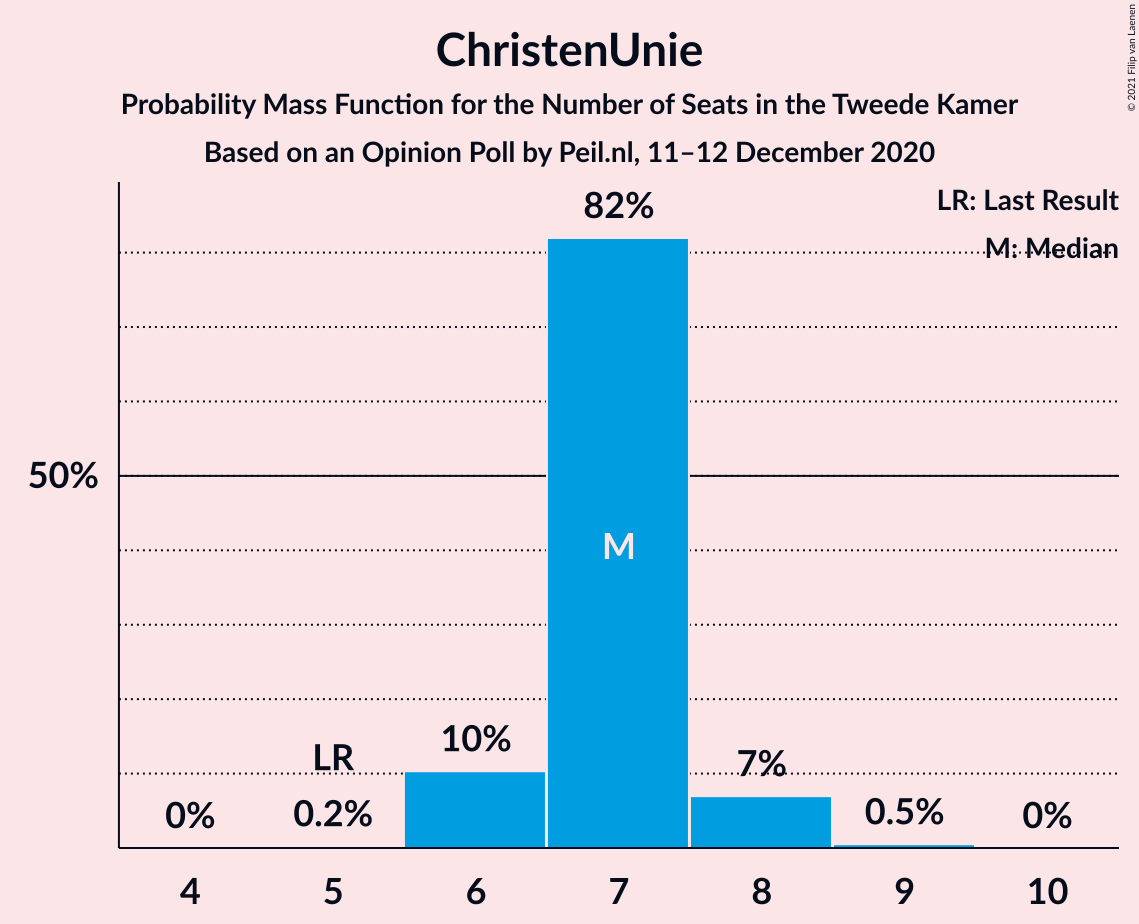 ChristenUnie
Probability Mass Function for the Number of Seats in the Tweede Kamer
Based on an Opinion Poll by Peil.nl, 11–12 December 2020
© 2021 Filip van Laenen
LR: Last Result
M: Median
82%
50%
M
LR
10%
7%
0%
0.2%
0.5%
0%
4 5 6 7 8 9 10